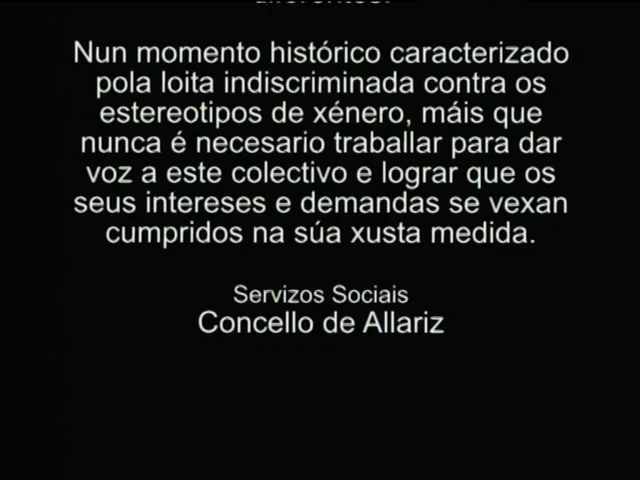 Nun momento histórico caracterizado
pola loita indiscriminada contra os
estereotipos de xénero, máis que
nunca é necesario traballar para dar
voz a este colectivo e lograr que os
seus intereses e demandas se vexan
cumpridos na súa xusta medida.
Servizos Sociais
Concello de Allariz